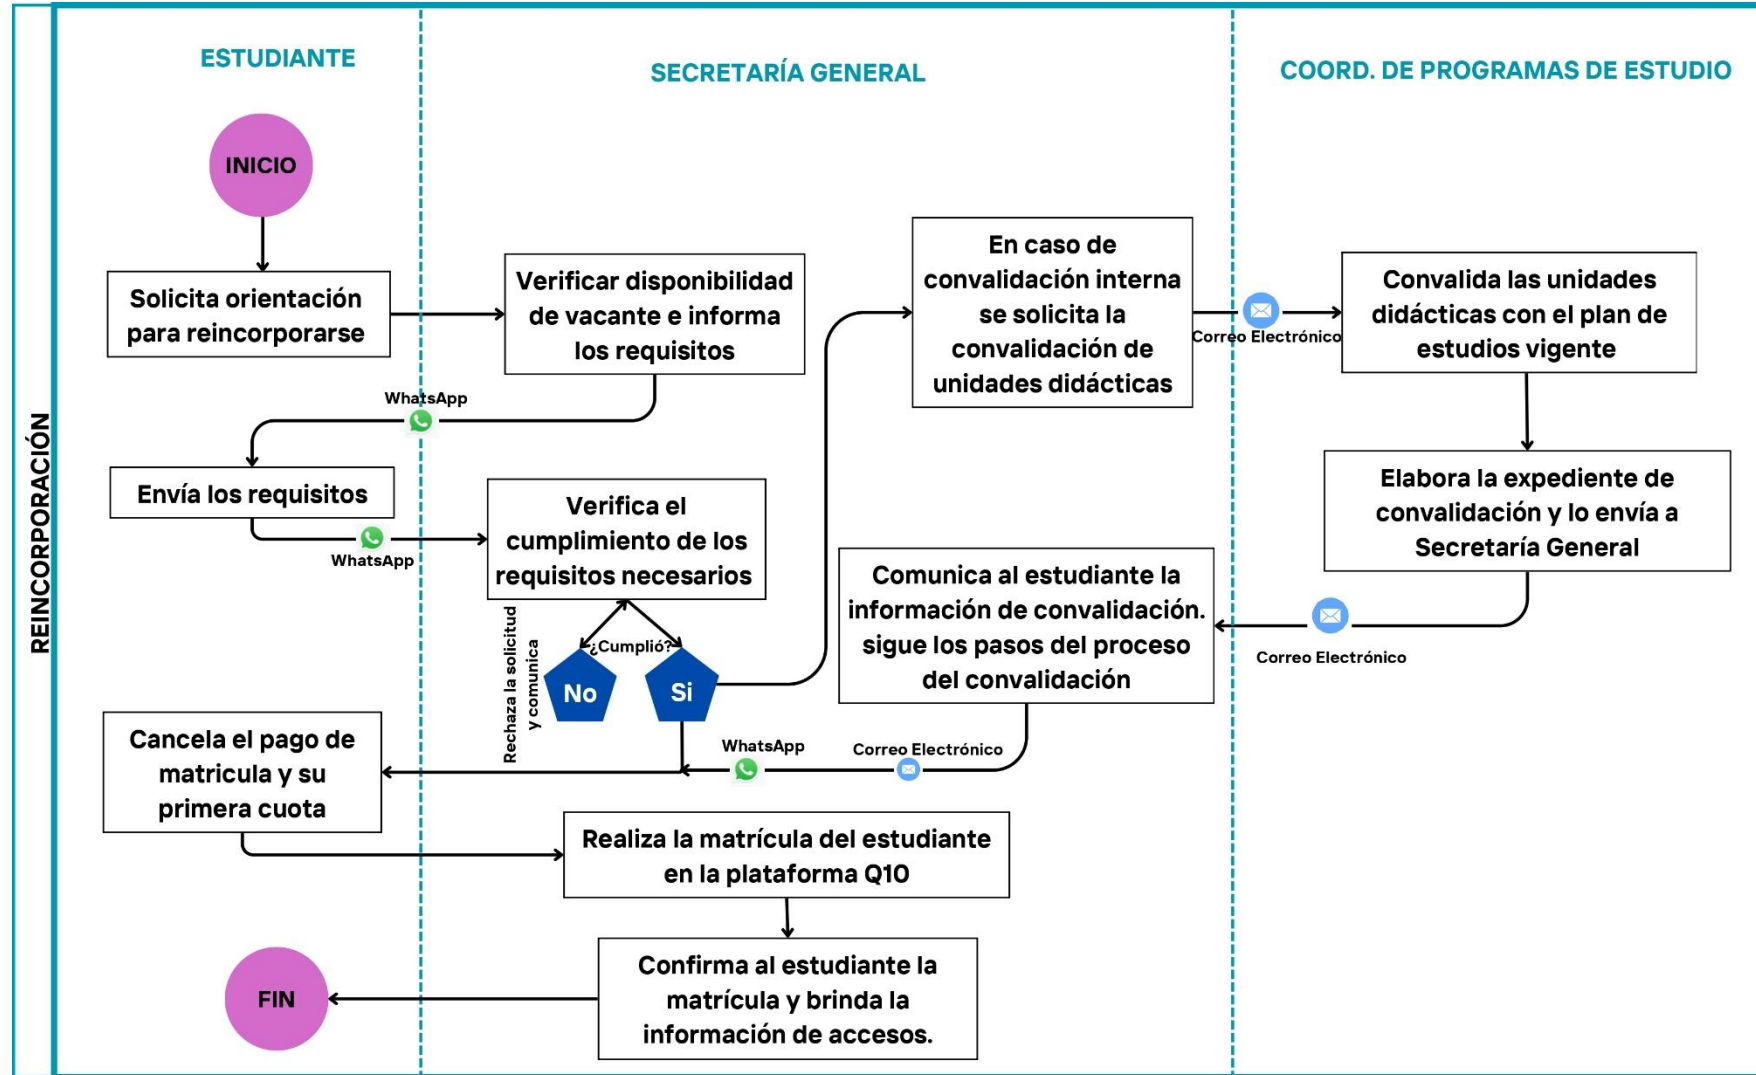 REINCORPORACIÓN
ESTUDIANTE
SECRETARÍA GENERAL
COORD. DE PROGRAMAS DE ESTUDIO
INICIO
Solicita orientación
para reincorporarse
Verificar disponibilidad
de vacante e informa
los requisitos
WhatsApp
Envía los requisitos
WhatsApp
Verifica el
cumplimiento de los
requisitos necesarios
¿Cumplió?
No
Si
Rechaza la solicitud
y comunica
En caso de
convalidación interna
se solicita la
convalidación de
unidades didácticas
Correo Electrónico
Convalida las unidades
didácticas con el plan de
estudios vigente
Elabora la expediente de
convalidación y lo envía a
Secretaría General
Correo Electrónico
Comunica al estudiante la
información de convalidación.
sigue los pasos del proceso
del convalidación
Correo Electrónico
WhatsApp
Cancela el pago de
matricula y su
primera cuota
Realiza la matrícula del estudiante
en la plataforma Q10
Confirma al estudiante la
matrícula y brinda la
información de accesos.
FIN